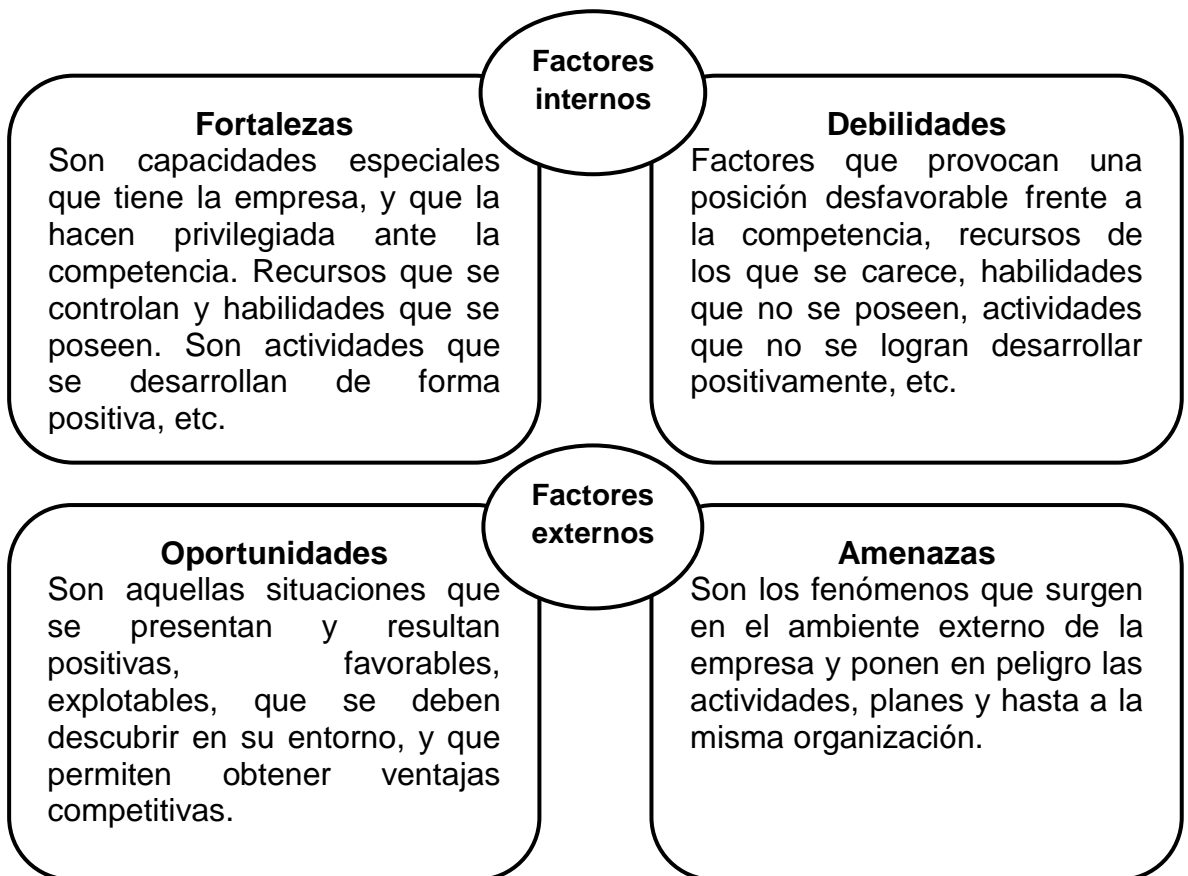 Factores
internos
Fortalezas
Son capacidades especiales
que tiene la empresa, y que la
hacen privilegiada ante la
competencia. Recursos que se
controlan y habilidades que se
poseen. Son actividades que
se desarrollan de forma
positiva, etc.
Debilidades
Factores que provocan una
posición desfavorable frente a
la competencia, recursos de
los que se carece, habilidades
que no se poseen, actividades
que no se logran desarrollar
positivamente, etc.
Factores
externos
Oportunidades
Son aquellas situaciones que
se presentan y resultan
positivas, favorables,
explotables, que se deben
descubrir en su entorno, y que
permiten obtener ventajas
competitivas.
Amenazas
Son los fenómenos que surgen
en el ambiente externo de la
empresa y ponen en peligro las
actividades, planes y hasta a la
misma organización.